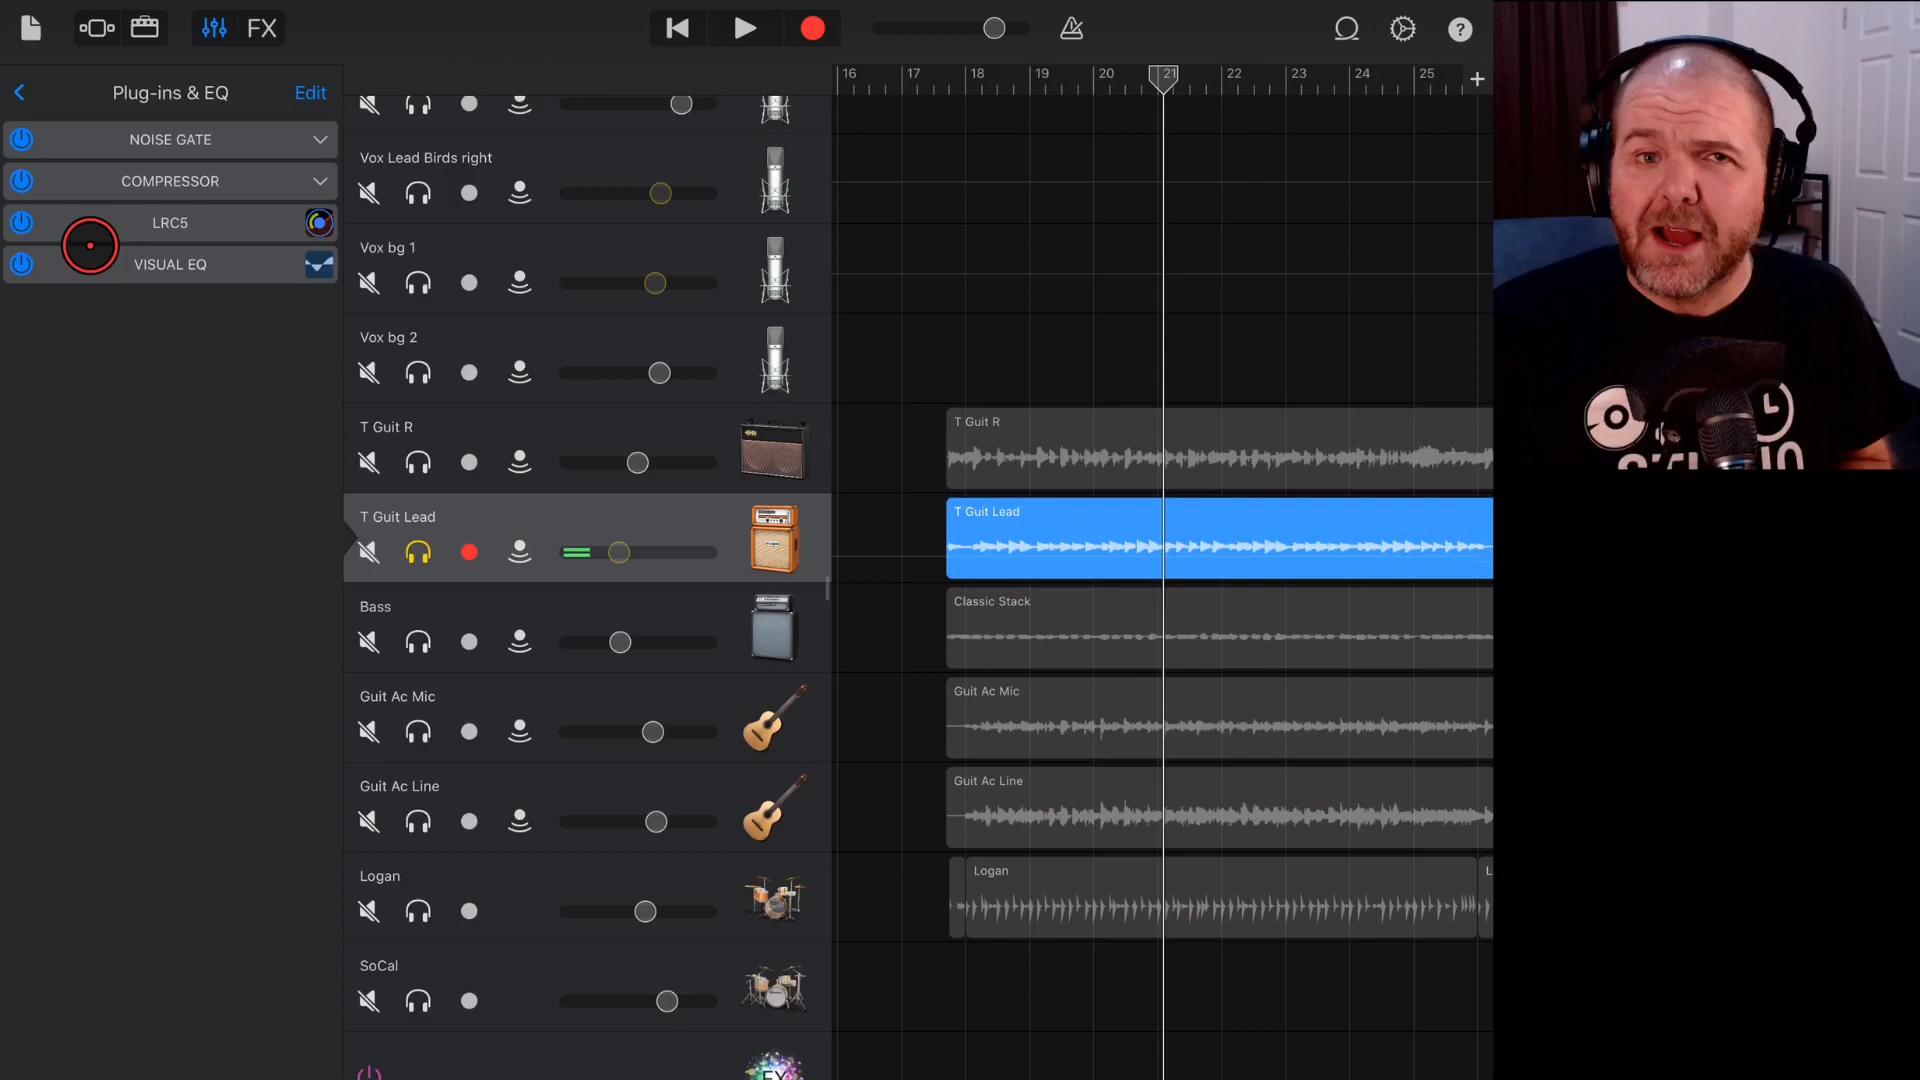 FX
?
Plug-ins & EQ
Edit
16
17
18
19
20
21
22
23
24
25
NOISE GATE
COMPRESSOR
LRC5
VISUAL EQ
Vox Lead Birds right
Vox bg 1
Vox bg 2
T Guit R
T Guit R
T Guit Lead
T Guit Lead
Bass
Classic Stack
Guit Ac Mic
Guit Ac Mic
Guit Ac Line
Guit Ac Line
Logan
Logan
L
SoCal
FX